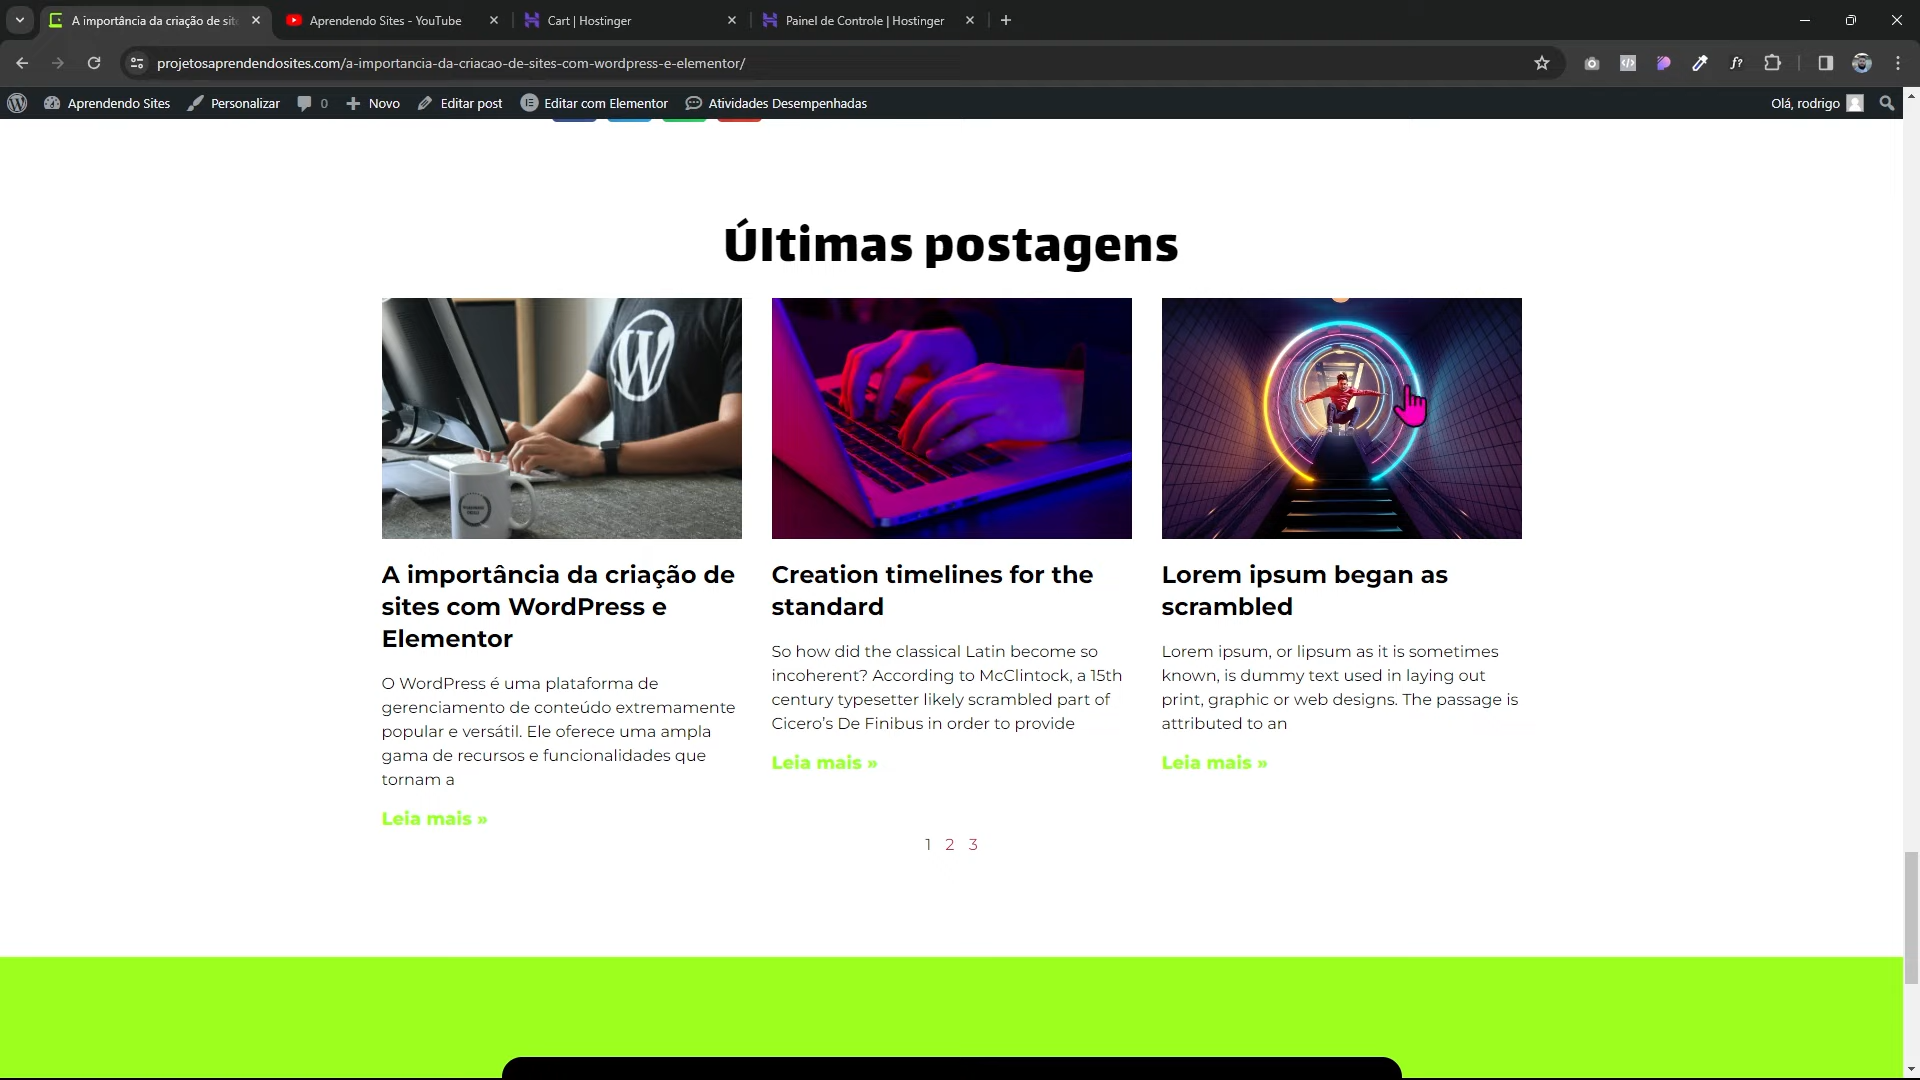 A importância da criação de sit
Aprendendo Sites - YouTube
Cart | Hostinger
Painel de Controle | Hostinger
projetosaprendendosites.com/a-importancia-da-criacao-de-sites-com-wordpress-e-elementor/
f?
Aprendendo Sites
Personalizar
0
Novo
Editar post
Editar com Elementor
Atividades Desempenhadas
Olá, rodrigo
Últimas postagens
A importância da criação de
sites com WordPress e
Elementor
O WordPress é uma plataforma de
gerenciamento de conteúdo extremamente
popular e versátil. Ele oferece uma ampla
gama de recursos e funcionalidades que
tornam a
Leia mais »
Creation timelines for the
standard
So how did the classical Latin become so
incoherent? According to McClintock, a 15th
century typesetter likely scrambled part of
Cicero’s De Finibus in order to provide
Leia mais »
Lorem ipsum began as
scrambled
Lorem ipsum, or lipsum as it is sometimes
known, is dummy text used in laying out
print, graphic or web designs. The passage is
attributed to an
Leia mais »
1 2 3